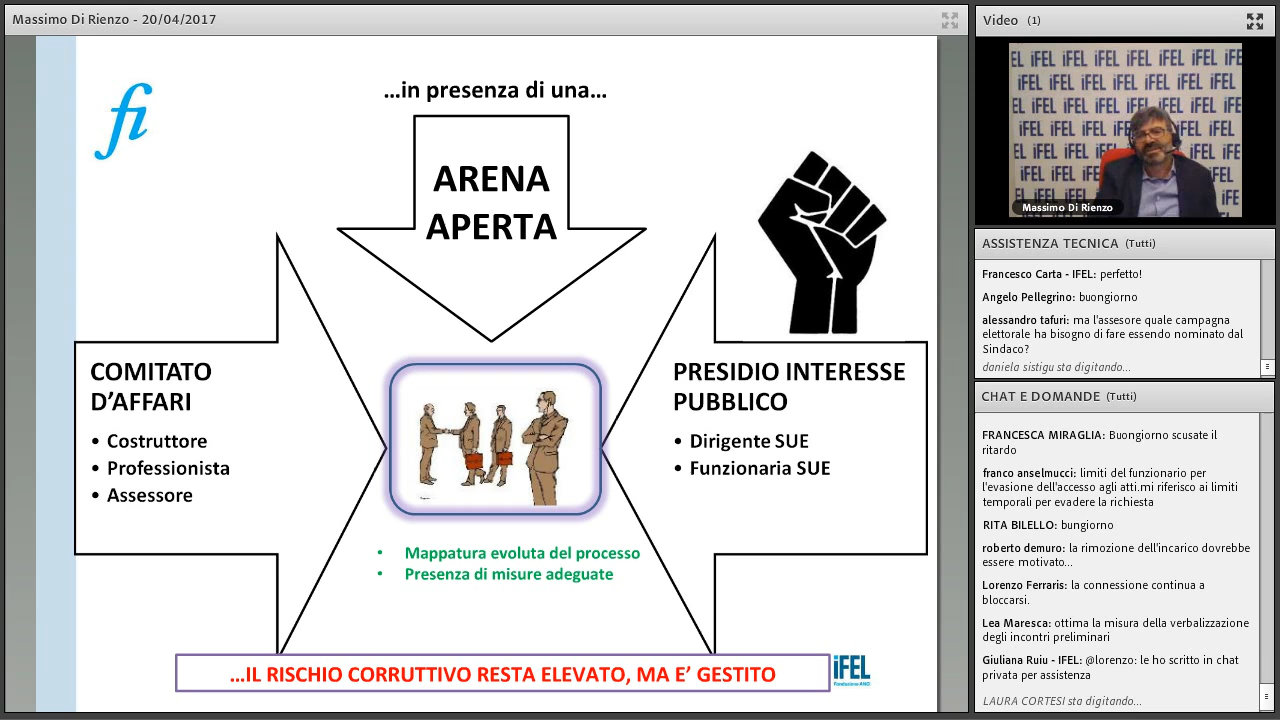 Massimo Di Rienzo - 20/04/2017
fi
...in presenza di una...
ARENA
APERTA
COMITATO
D'AFFARI
• Costruttore
• Professionista
• Assessore
PRESIDIO INTERESSE
PUBBLICO
• Dirigente SUE
• Funzionaria SUE
• Mappatura evoluta del processo
• Presenza di misure adeguate
...IL RISCHIO CORRUTTIVO RESTA ELEVATO, MA E' GESTITO
iFEL
Fondazione ANCI
Video (1)
iFEL iFEL iFEL iFEL
Massimo Di Rienzo
ASSISTENZA TECNICA (Tutti)
Francesco Carta - IFEL: perfetto!
Angelo Pellegrino: buongiorno
alessandro tafuri: ma l'assesore quale campagna
elettorale ha bisogno di fare essendo nominato dal
Sindaco?
daniela sistigu sta digitando...
CHAT E DOMANDE (Tutti)
FRANCESCA MIRAGLIA: Buongiorno scusate il
ritardo
franco anselmucci: limiti del funzionario per
l'evasione dell'accesso agli atti.mi riferisco ai limiti
temporali per evadere la richiesta
RITA BILELLO: bungiorno
roberto demuro: la rimozione dell'incarico dovrebbe
essere motivato...
Lorenzo Ferraris: la connessione continua a
bloccarsi.
Lea Maresca: ottima la misura della verbalizzazione
degli incontri preliminari
Giuliana Ruiu - IFEL: @lorenzo: le ho scritto in chat
privata per assistenza
LAURA CORTESI sta digitando...